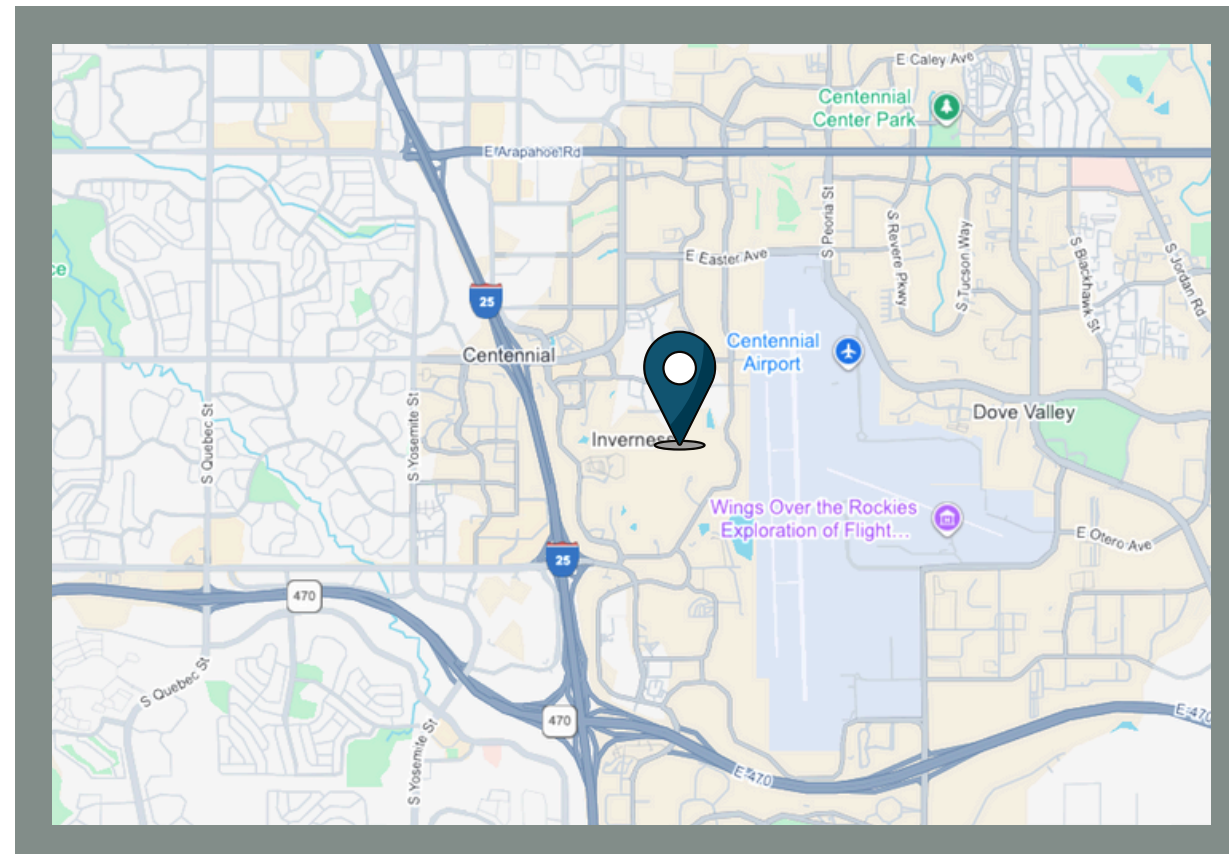 E Caley Ave
Centennial
Center Park
E Arapahoe Rd
S Peoria St
S Revere Pkwy
S Tucson Way
S Blackhawk St
S Jordan Rd
E Easter Ave
ce
25
Centennial
Centennial
Airport
Dove Valley
S Quebec St
S Yosemite St
Inverness
Wings Over the Rockies
Exploration of Flight...
E Otero Ave
25
470
S Quebec St
470
S Yosemite St
E-470
E-470